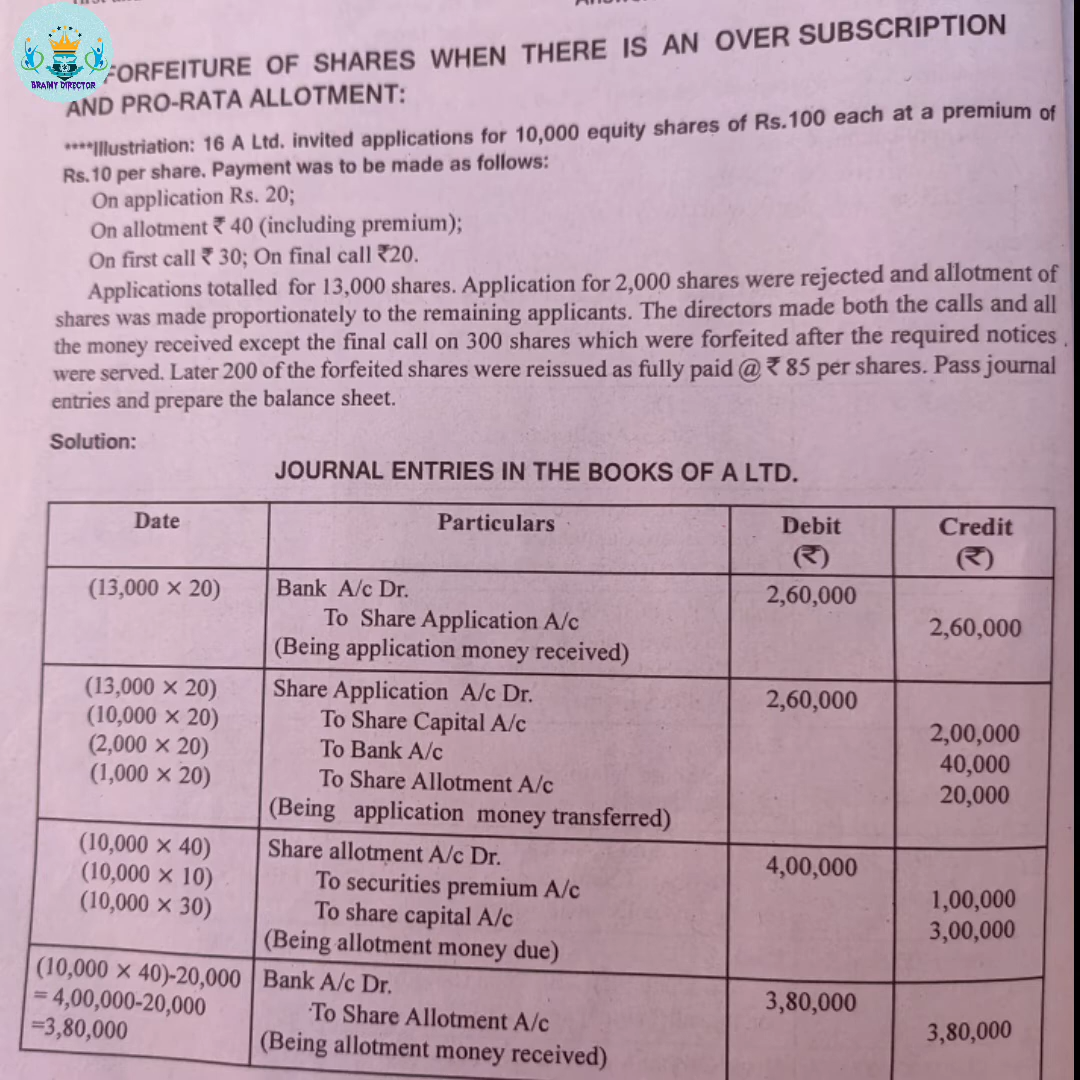 BRAINY DIRECTOR
FORFEITURE OF SHARES WHEN THERE IS AN OVER SUBSCRIPTION
AND PRO-RATA ALLOTMENT:
****Illustriation: 16 A Ltd. invited applications for 10,000 equity shares of Rs.100 each at a premium of
Rs.10 per share. Payment was to be made as follows:
On application Rs. 20;
On allotment ₹ 40 (including premium);
On first call ₹ 30; On final call ₹20.
Applications totalled for 13,000 shares. Application for 2,000 shares were rejected and allotment of
shares was made proportionately to the remaining applicants. The directors made both the calls and all
the money received except the final call on 300 shares which were forfeited after the required notices
were served. Later 200 of the forfeited shares were reissued as fully paid @ ₹ 85 per shares. Pass journal
entries and prepare the balance sheet.
Solution:
JOURNAL ENTRIES IN THE BOOKS OF A LTD.
Date Particulars Debit Credit
(₹) (₹)
(13,000 × 20) Bank A/c Dr. 2,60,000
To Share Application A/c 2,60,000
(Being application money received)
(13,000 × 20) Share Application A/c Dr. 2,60,000
(10,000 × 20) To Share Capital A/c 2,00,000
(2,000 × 20) To Bank A/c 40,000
(1,000 × 20) To Share Allotment A/c 20,000
(Being application money transferred)
(10,000 × 40) Share allotment A/c Dr. 4,00,000
(10,000 × 10) To securities premium A/c 1,00,000
(10,000 × 30) To share capital A/c 3,00,000
(Being allotment money due)
(10,000 × 40)-20,000 Bank A/c Dr. 3,80,000
= 4,00,000-20,000 To Share Allotment A/c 3,80,000
=3,80,000 (Being allotment money received)